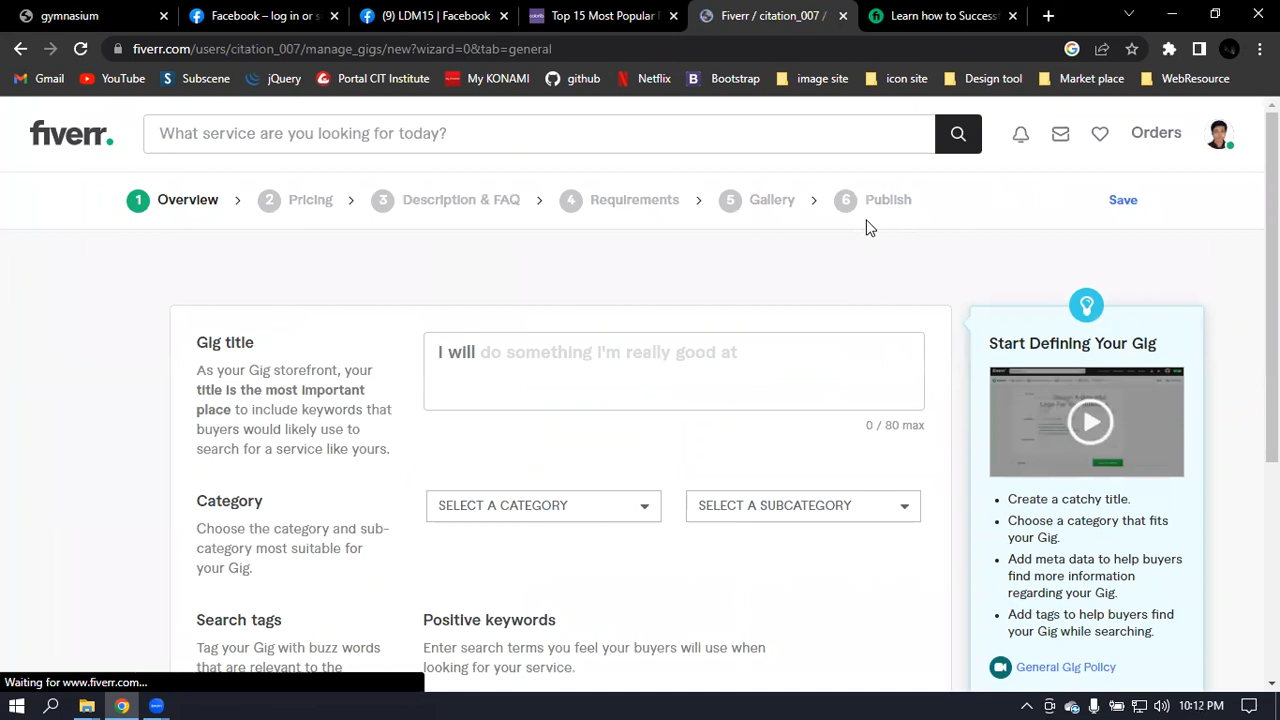 gymnasium
Facebook – log in or s
(9) LDM15 | Facebook
Top 15 Most Popular
Fiverr / citation_007 /
Learn how to Successf
fiverr.com/users/citation_007/manage_gigs/new?wizard=0&tab=general
Gmail YouTube Subscene jQuery Portal CIT Institute My KONAMI github Netflix Bootstrap image site icon site Design tool Market place WebResource
fiverr. What service are you looking for today? Orders
1 Overview 2 Pricing 3 Description & FAQ 4 Requirements 5 Gallery 6 Publish Save
Gig title
As your Gig storefront, your
title is the most important
place to include keywords that
buyers would likely use to
search for a service like yours.
I will do something I'm really good at
0 / 80 max
Category
Choose the category and sub-
category most suitable for
your Gig.
SELECT A CATEGORY SELECT A SUBCATEGORY
Search tags
Tag your Gig with buzz words
that are relevant to the
Positive keywords
Enter search terms you feel your buyers will use when
looking for your service.
Start Defining Your Gig
• Create a catchy title.
• Choose a category that fits
your Gig.
• Add meta data to help buyers
find more information
regarding your Gig.
• Add tags to help buyers find
your Gig while searching.
General Gig Policy
Waiting for www.fiverr.com...
10:12 PM